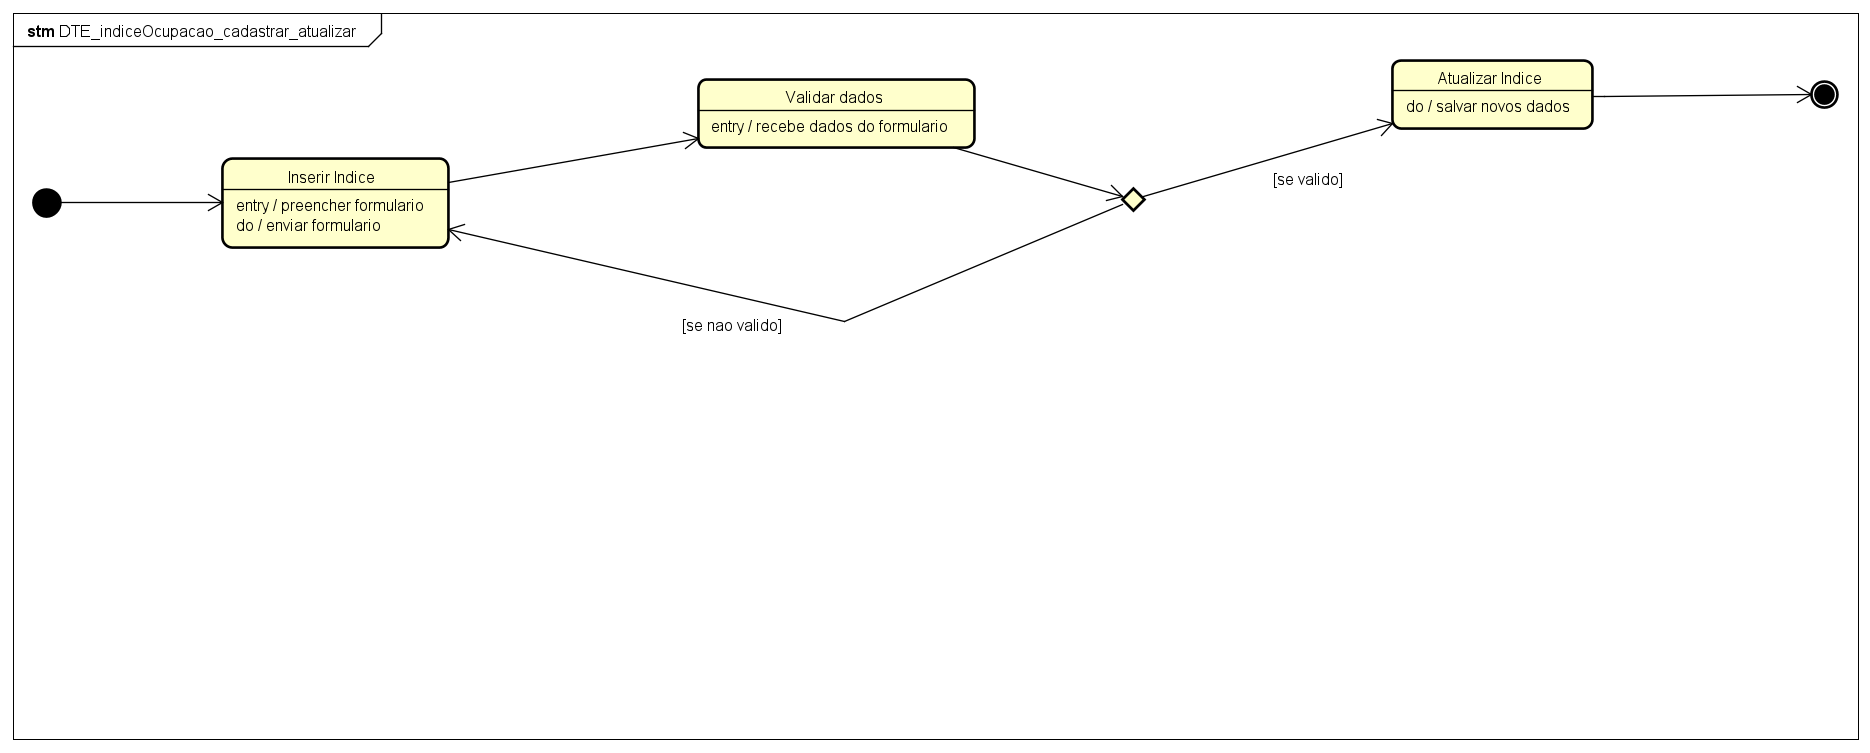 stm DTE_indiceOcupacao_cadastrar_atualizar
Inserir Indice
entry / preencher formulario
do / enviar formulario
Validar dados
entry / recebe dados do formulario
[se nao valido]
[se valido]
Atualizar Indice
do / salvar novos dados